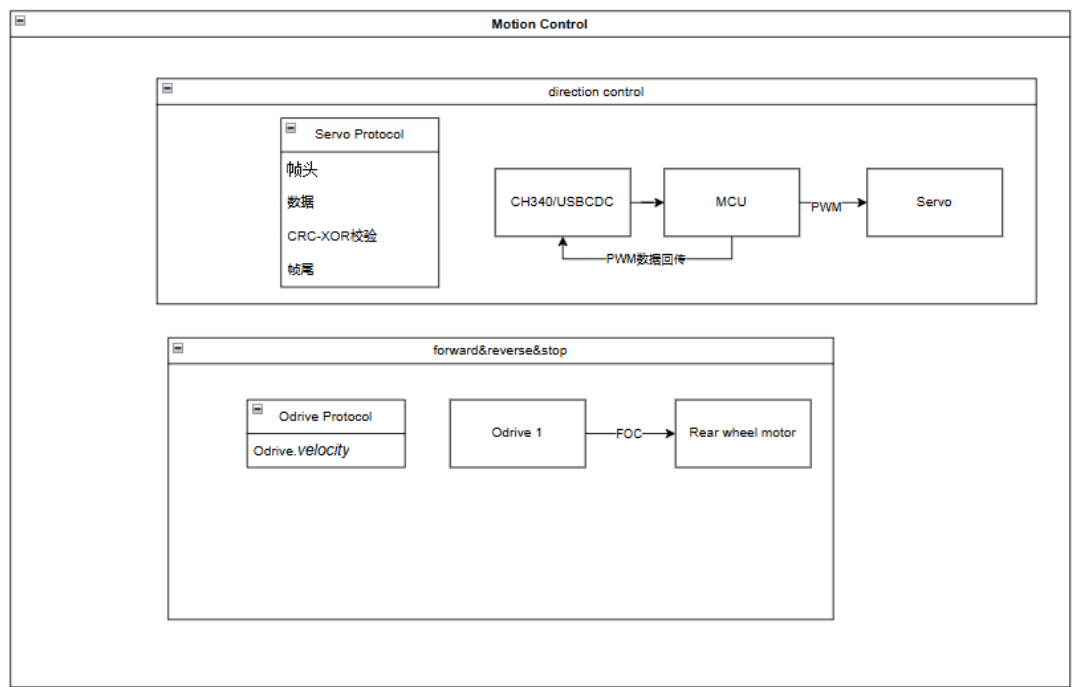 Motion Control
direction control
Servo Protocol
帧头
数据
CRC-XOR校验
帧尾
CH340/USBCDC
MCU
PWM
Servo
PWM数据回传
forward&reverse&stop
Odrive Protocol
Odrive.velocity
Odrive 1
FOC
Rear wheel motor